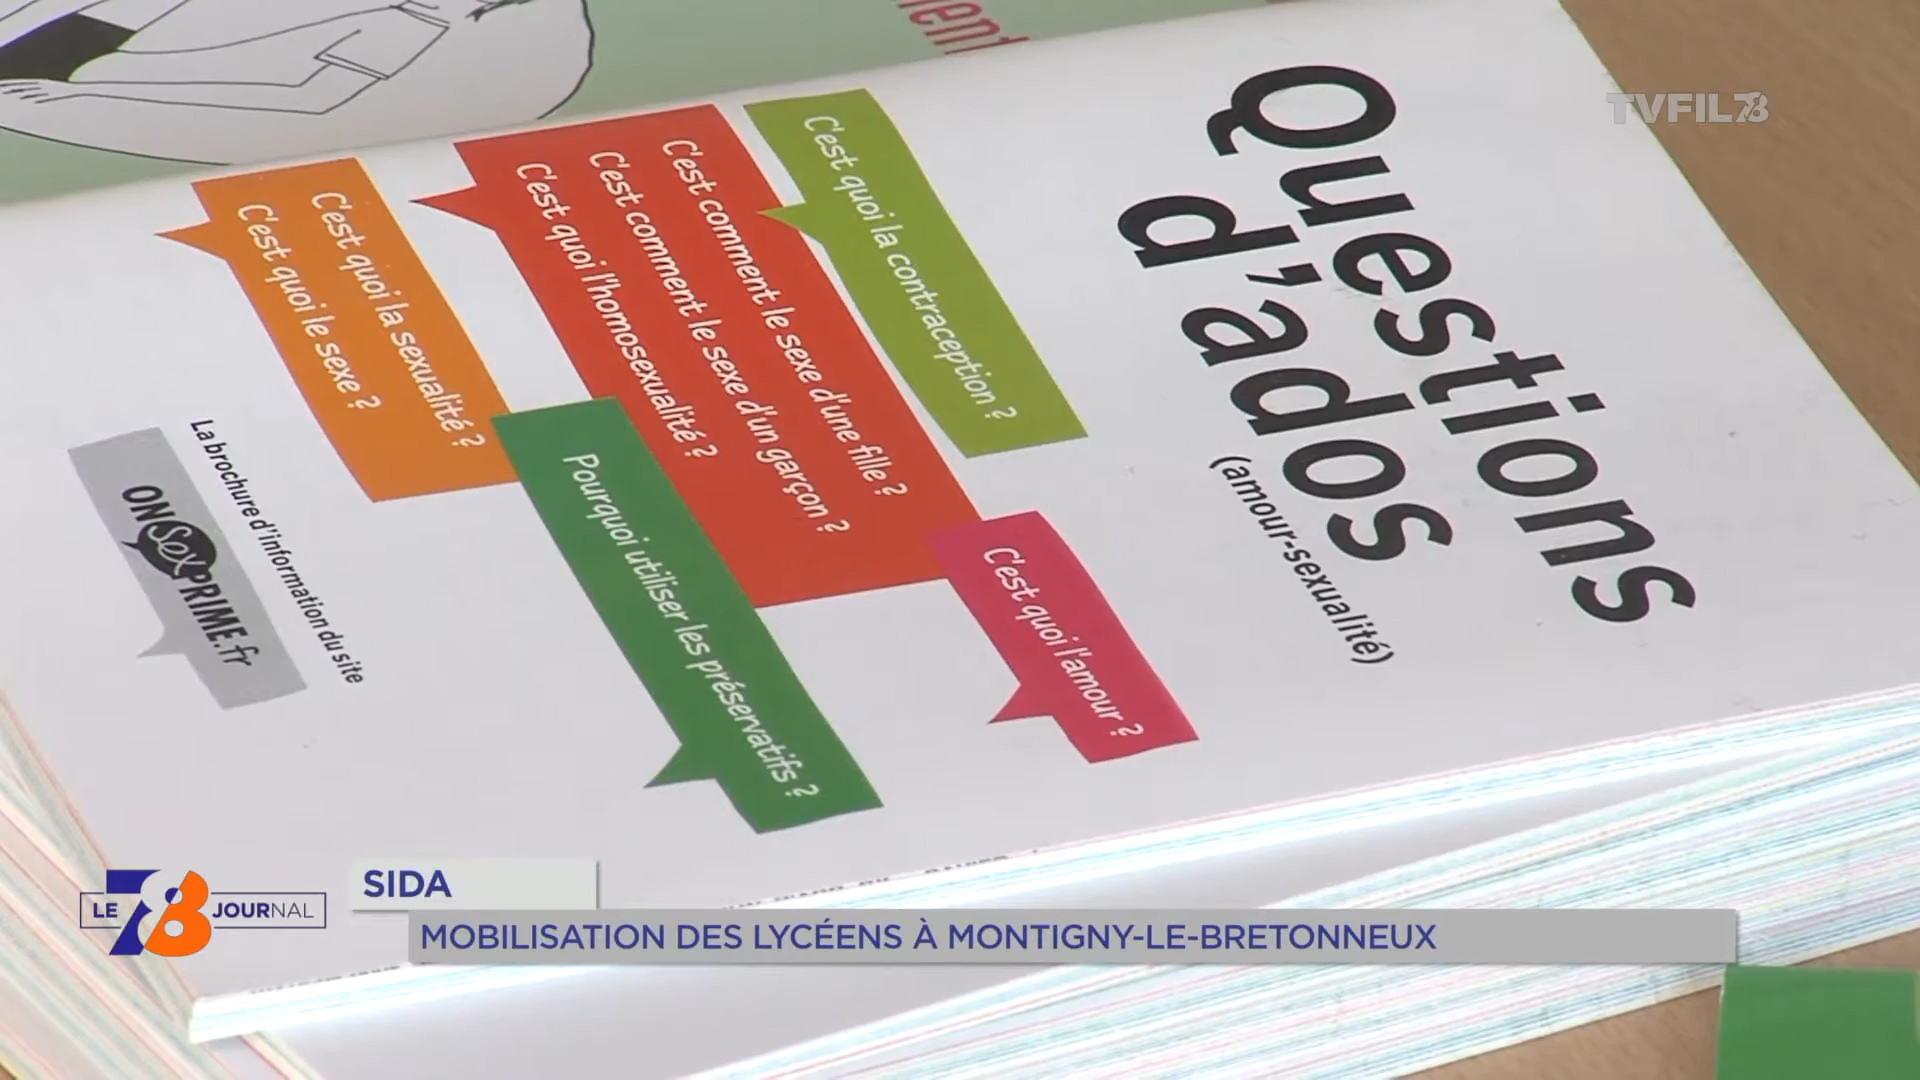 TVFIL78
ment
Questions
d'ados
(amour-sexualité)
C'est quoi l'amour ?
C'est quoi la contraception ?
C'est comment le sexe d'une fille ?
C'est comment le sexe d'un garçon ?
C'est quoi l'homosexualité ?
Pourquoi utiliser les préservatifs ?
C'est quoi la sexualité ?
C'est quoi le sexe ?
La brochure d'information du site
ONSexPRIME.fr
LE 78 JOURNAL
SIDA
MOBILISATION DES LYCÉENS À MONTIGNY-LE-BRETONNEUX